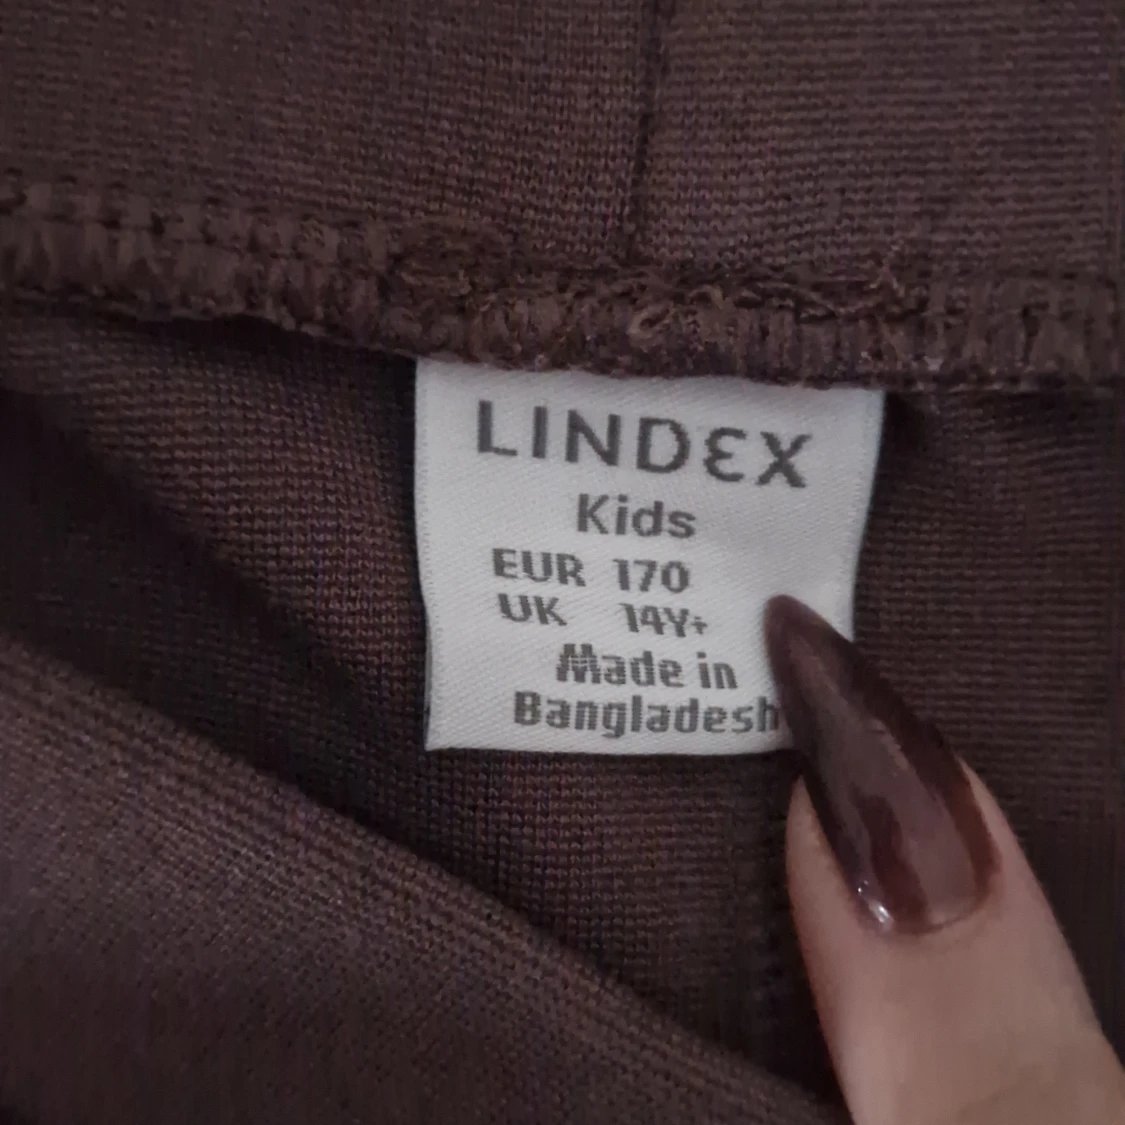 LINDEX
Kids
EUR 170
UK 14Y+
Made in
Bangladesh